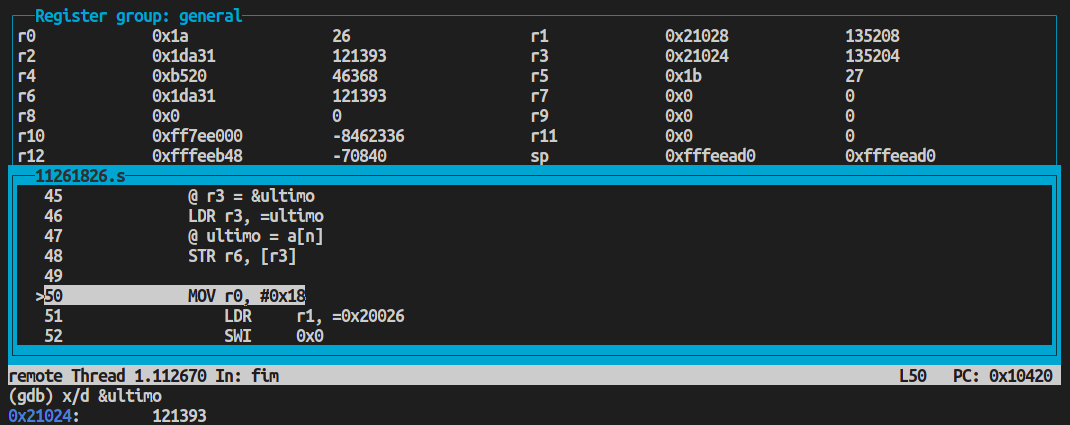 Register group: general
r0 0x1a 26 r1 0x21028 135208
r2 0x1da31 121393 r3 0x21024 135204
r4 0xb520 46368 r5 0x1b 27
r6 0x1da31 121393 r7 0x0 0
r8 0x0 0 r9 0x0 0
r10 0xff7ee000 -8462336 r11 0x0 0
r12 0xfffeeb48 -70840 sp 0xfffeead0 0xfffeead0
11261826.s
45 @ r3 = &ultimo
46 LDR r3, =ultimo
47 @ ultimo = a[n]
48 STR r6, [r3]
49
>50 MOV r0, #0x18
51 LDR r1, =0x20026
52 SWI 0x0
remote Thread 1.112670 In: fim L50 PC: 0x10420
(gdb) x/d &ultimo
0x21024: 121393